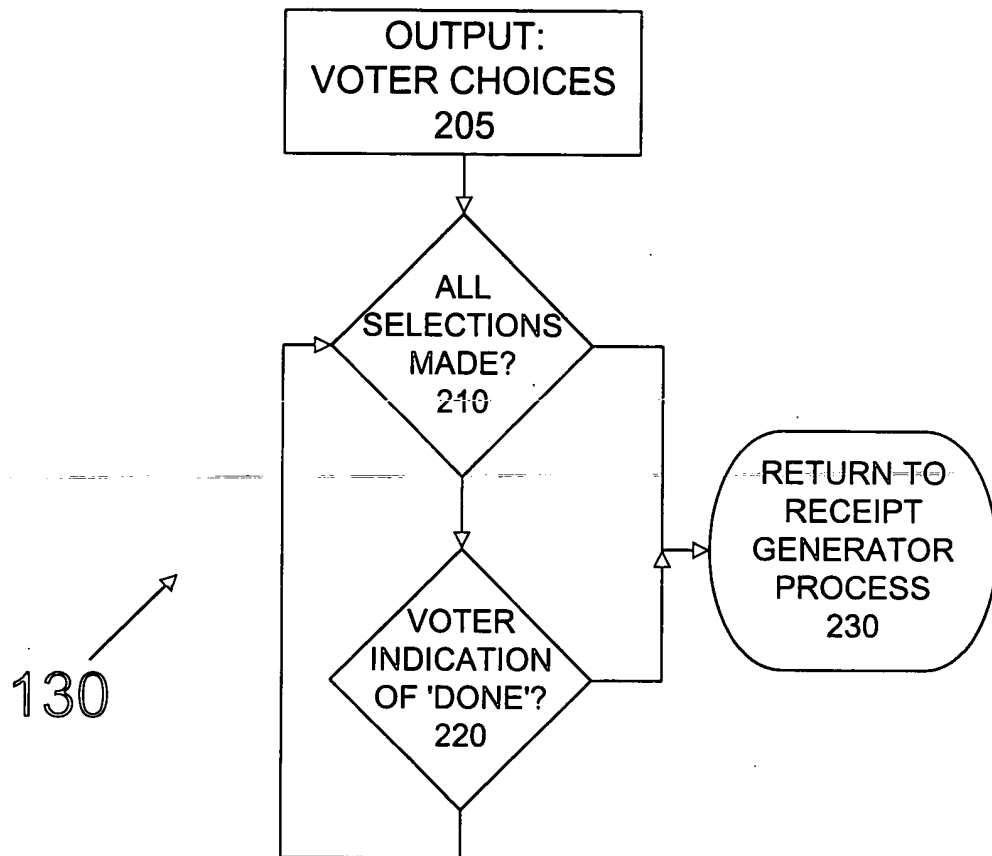 OUTPUT:
VOTER CHOICES
205
ALL
SELECTIONS
MADE?
210
RETURN TO
RECEIPT
GENERATOR
PROCESS
230
VOTER
INDICATION
OF 'DONE'?
220
130